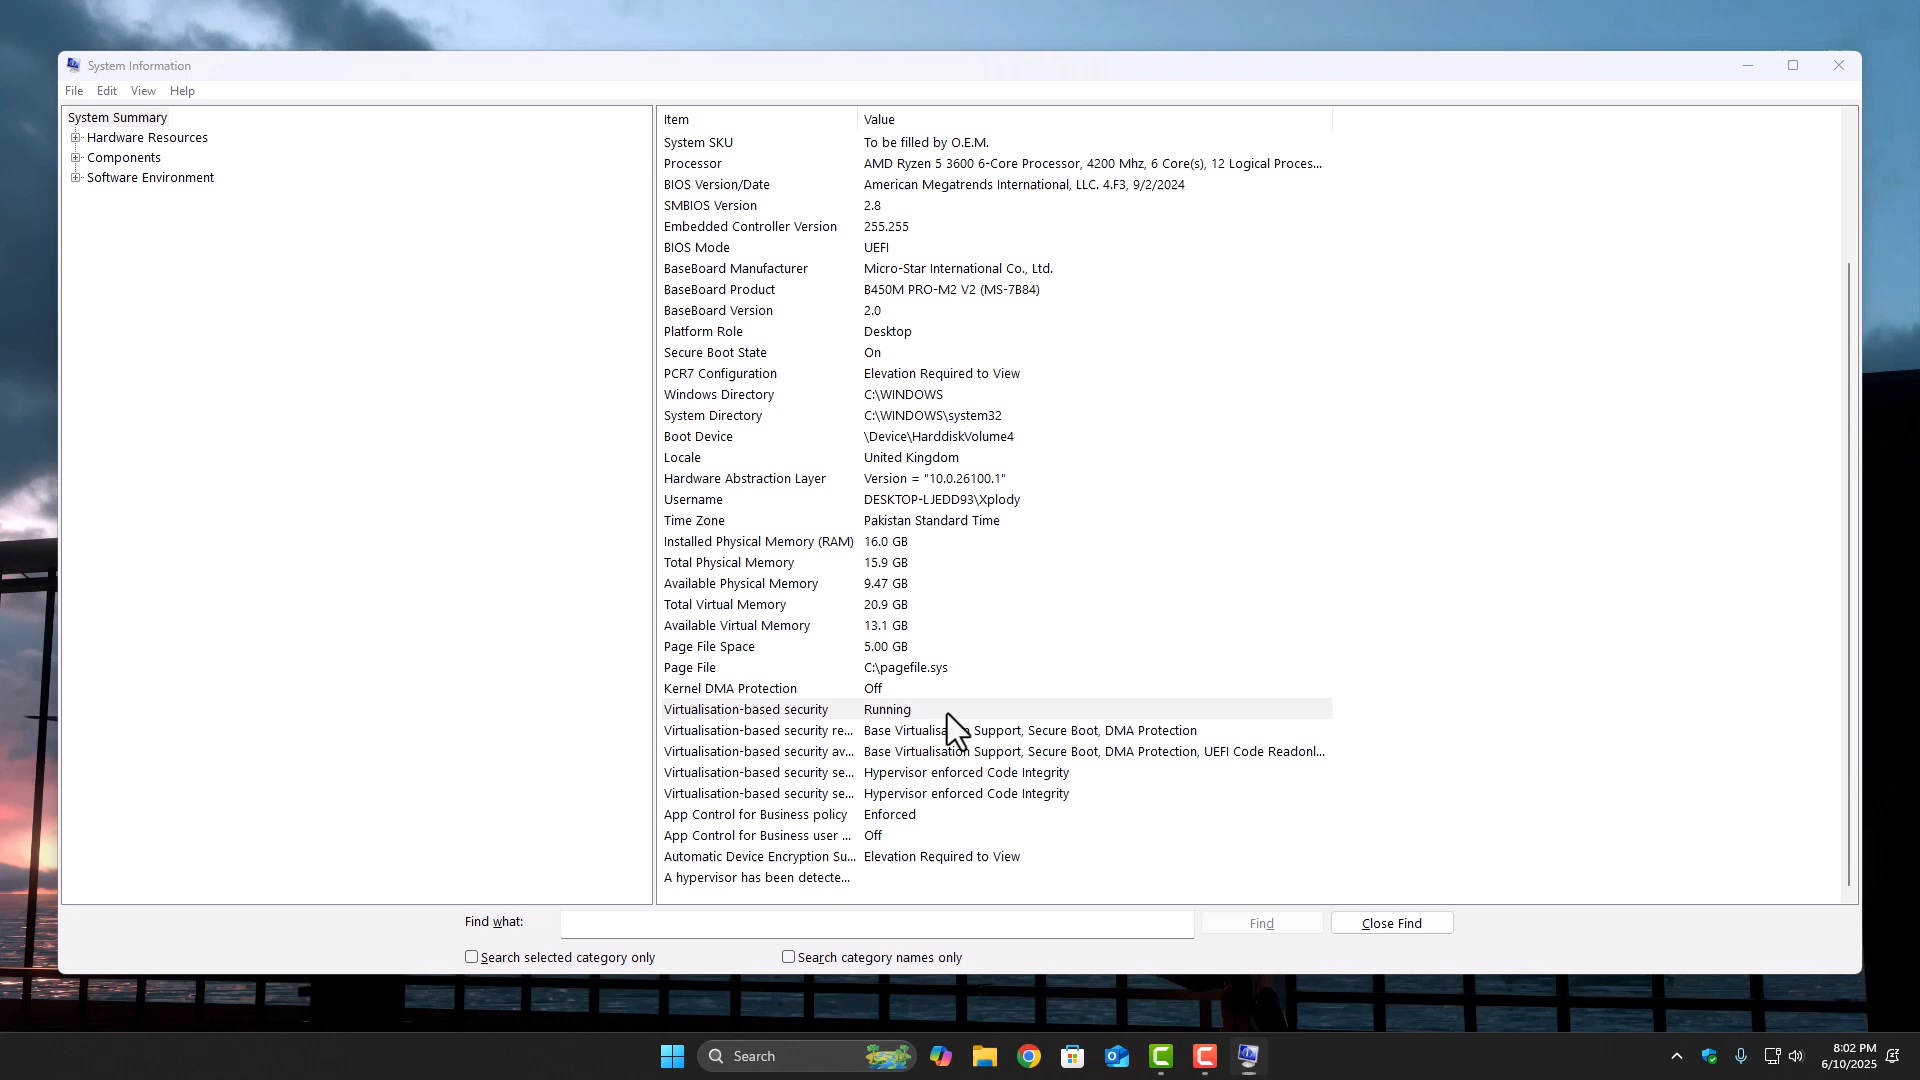 System Information
File Edit View Help
System Summary
Hardware Resources
Components
Software Environment
Item Value
System SKU To be filled by O.E.M.
Processor AMD Ryzen 5 3600 6-Core Processor, 4200 Mhz, 6 Core(s), 12 Logical Proces...
BIOS Version/Date American Megatrends International, LLC. 4.F3, 9/2/2024
SMBIOS Version 2.8
Embedded Controller Version 255.255
BIOS Mode UEFI
BaseBoard Manufacturer Micro-Star International Co., Ltd.
BaseBoard Product B450M PRO-M2 V2 (MS-7B84)
BaseBoard Version 2.0
Platform Role Desktop
Secure Boot State On
PCR7 Configuration Elevation Required to View
Windows Directory C:\WINDOWS
System Directory C:\WINDOWS\system32
Boot Device \Device\HarddiskVolume4
Locale United Kingdom
Hardware Abstraction Layer Version = "10.0.26100.1"
Username DESKTOP-LJEDD93\Xplody
Time Zone Pakistan Standard Time
Installed Physical Memory (RAM) 16.0 GB
Total Physical Memory 15.9 GB
Available Physical Memory 9.47 GB
Total Virtual Memory 20.9 GB
Available Virtual Memory 13.1 GB
Page File Space 5.00 GB
Page File C:\pagefile.sys
Kernel DMA Protection Off
Virtualisation-based security Running
Virtualisation-based security re... Base Virtualisation Support, Secure Boot, DMA Protection
Virtualisation-based security av... Base Virtualisation Support, Secure Boot, DMA Protection, UEFI Code Readonl...
Virtualisation-based security se... Hypervisor enforced Code Integrity
Virtualisation-based security se... Hypervisor enforced Code Integrity
App Control for Business policy Enforced
App Control for Business user ... Off
Automatic Device Encryption Su... Elevation Required to View
A hypervisor has been detecte...
Find what: Find Close Find
Search selected category only Search category names only
Search
8:02 PM
6/10/2025